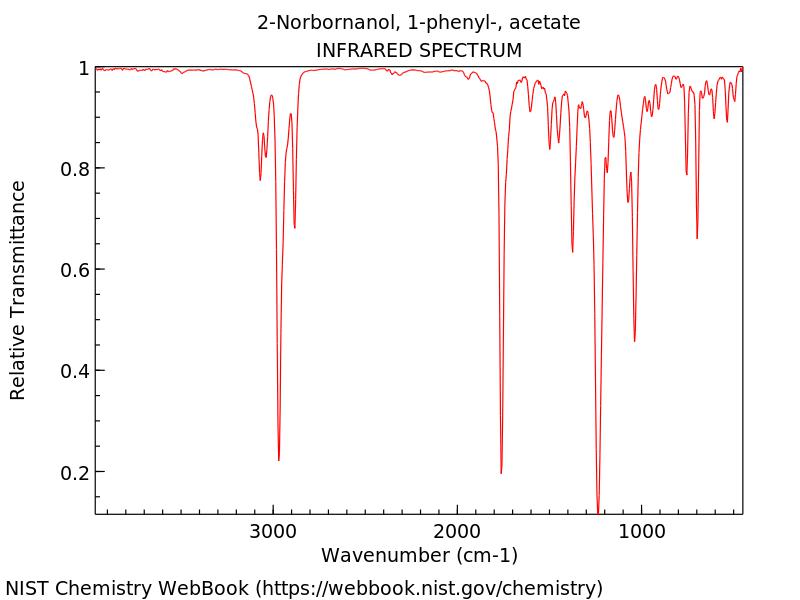 2-Norbornanol, 1-phenyl-, acetate
INFRARED SPECTRUM
1
0.8
0.6
0.4
0.2
Relative Transmittance
3000 2000 1000
Wavenumber (cm-1)
NIST Chemistry WebBook (https://webbook.nist.gov/chemistry)